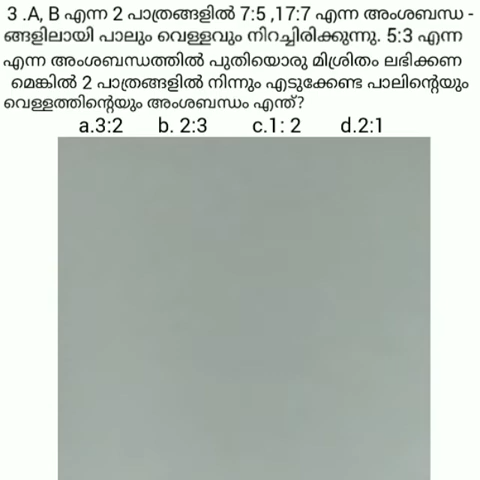 3 .A, B എന്ന 2 പാത്രങ്ങളിൽ 7:5 ,17:7 എന്ന അംശബന്ധ -
ങ്ങളിലായി പാലും വെള്ളവും നിറച്ചിരിക്കുന്നു. 5:3 എന്ന
എന്ന അംശബന്ധത്തിൽ പുതിയൊരു മിശ്രിതം ലഭിക്കണ
മെങ്കിൽ 2 പാത്രങ്ങളിൽ നിന്നും എടുക്കേണ്ട പാലിന്റെയും
വെള്ളത്തിന്റെയും അംശബന്ധം എന്ത്?
a.3:2 b. 2:3 c.1: 2 d.2:1